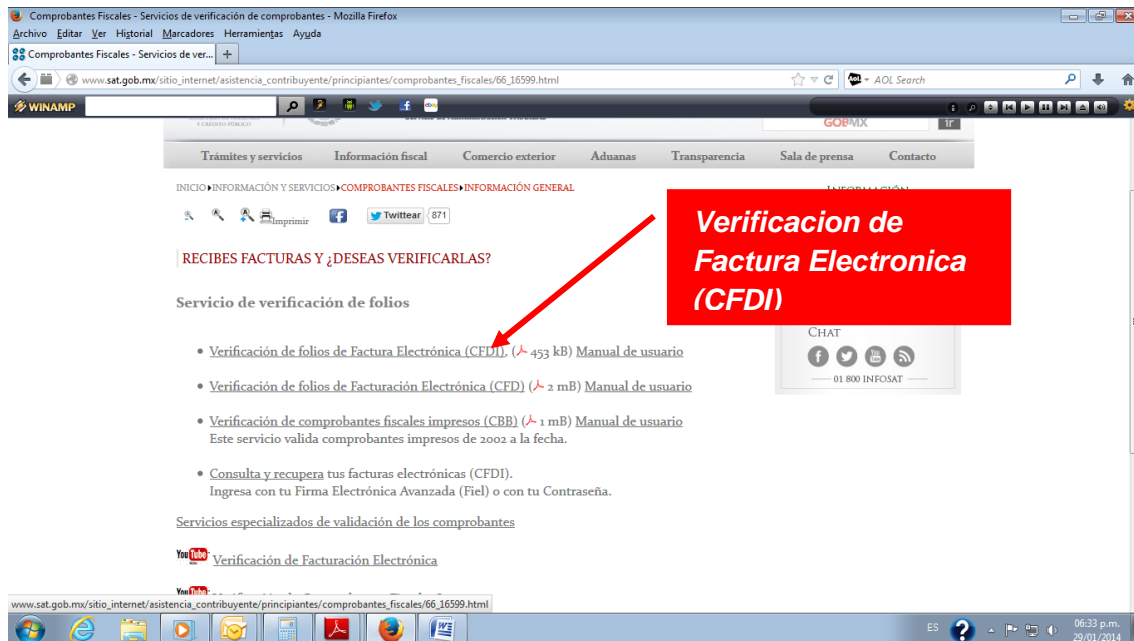 Comprobantes Fiscales - Servicios de verificación de comprobantes - Mozilla Firefox
Archivo Editar Ver Historial Marcadores Herramientas Ayuda
Comprobantes Fiscales - Servicios de ver...
www.sat.gob.mx/sitio_internet/asistencia_contribuyente/principiantes/comprobantes_fiscales/66_16599.html
AOL Search
WINAMP
ebay
Y CRÉDITO PÚBLICO
GOBMX
Trámites y servicios Información fiscal Comercio exterior Aduanas Transparencia Sala de prensa Contacto
INICIO INFORMACIÓN Y SERVICIOS COMPROBANTES FISCALES INFORMACIÓN GENERAL
Imprimir Twittear 871
Verificacion de
Factura Electronica
(CFDI)
RECIBES FACTURAS Y ¿DESEAS VERIFICARLAS?
Servicio de verificación de folios
Verificación de folios de Factura Electrónica (CFDI), ( 453 kB) Manual de usuario
Verificación de folios de Facturación Electrónica (CFD) ( 2 mB) Manual de usuario
Verificación de comprobantes fiscales impresos (CBB) ( 1 mB) Manual de usuario
Este servicio valida comprobantes impresos de 2002 a la fecha.
Consulta y recupera tus facturas electrónicas (CFDI).
Ingresa con tu Firma Electrónica Avanzada (Fiel) o con tu Contraseña.
Servicios especializados de validación de los comprobantes
YouTube Verificación de Facturación Electrónica
CHAT
01 800 INFOSAT
www.sat.gob.mx/sitio_internet/asistencia_contribuyente/principiantes/comprobantes_fiscales/66_16599.html
ES
06:33 p.m.
29/01/2014